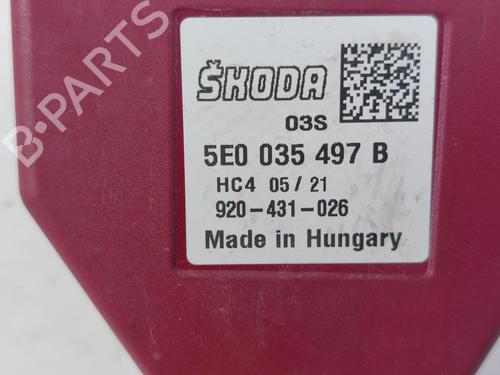 B-PARTS
ŠKODA
03S
5E0 035 497 B
HC4 05 / 21
920-431-026
Made in Hungary